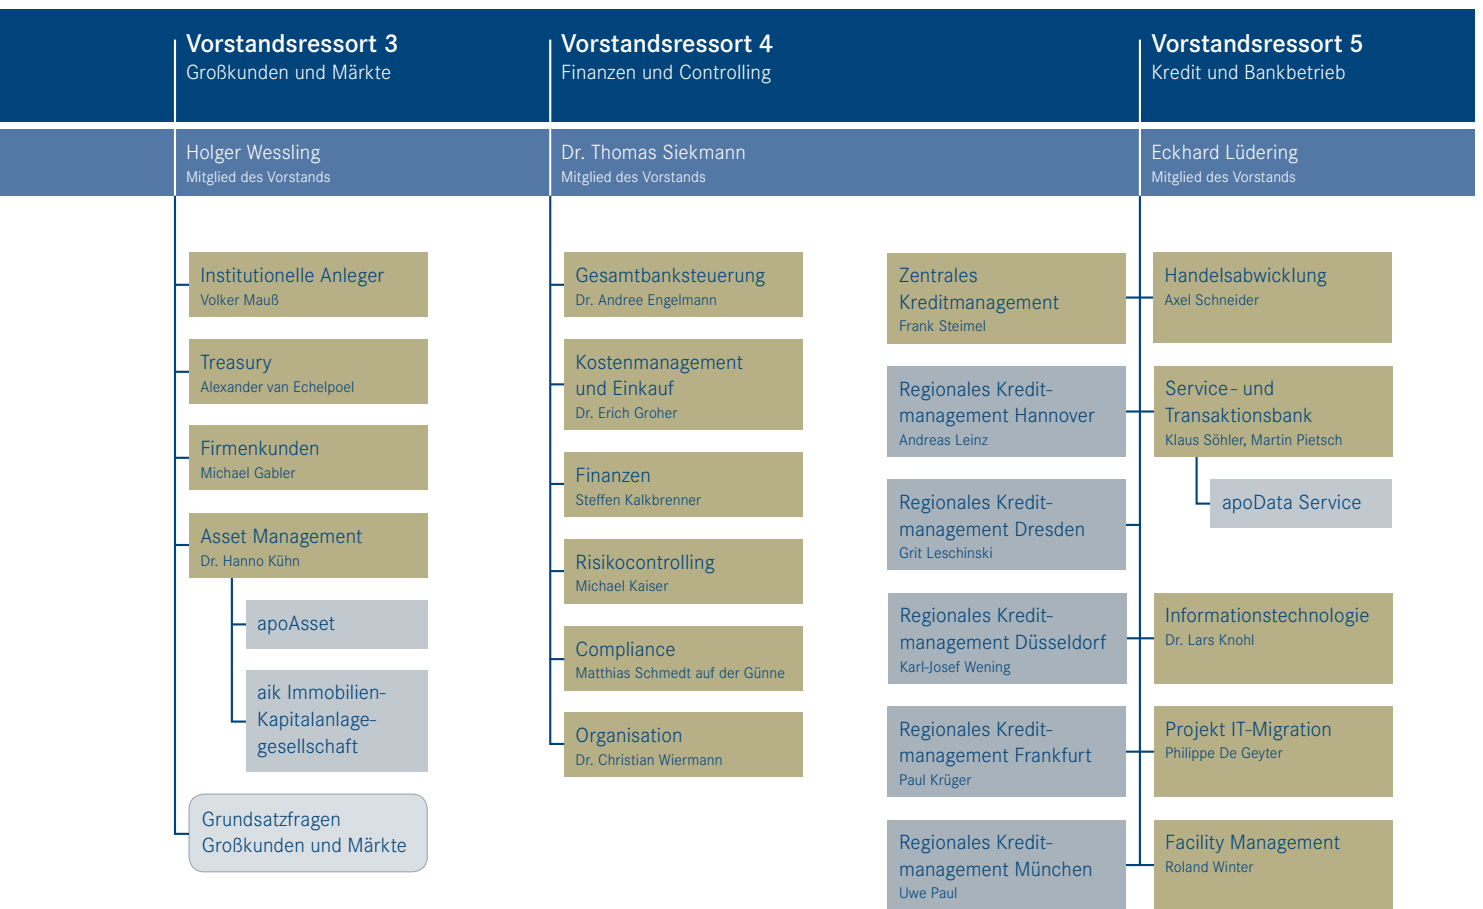 Vorstandsressort 3
Großkunden und Märkte
Holger Wessling
Mitglied des Vorstands
Institutionelle Anleger
Volker Mauß
Treasury
Alexander van Echelpoel
Firmenkunden
Michael Gabler
Asset Management
Dr. Hanno Kühn
apoAsset
aik Immobilien-
Kapitalanlage-
gesellschaft
Grundsatzfragen
Großkunden und Märkte
Vorstandsressort 4
Finanzen und Controlling
Dr. Thomas Siekmann
Mitglied des Vorstands
Gesamtbanksteuerung
Dr. Andree Engelmann
Kostenmanagement
und Einkauf
Dr. Erich Groher
Finanzen
Steffen Kalkbrenner
Risikocontrolling
Michael Kaiser
Compliance
Matthias Schmedt auf der Günne
Organisation
Dr. Christian Wiermann
Vorstandsressort 5
Kredit und Bankbetrieb
Eckhard Lüdering
Mitglied des Vorstands
Zentrales
Kreditmanagement
Frank Steimel
Regionales Kredit-
management Hannover
Andreas Leinz
Regionales Kredit-
management Dresden
Grit Leschinski
Regionales Kredit-
management Düsseldorf
Karl-Josef Wening
Regionales Kredit-
management Frankfurt
Paul Krüger
Regionales Kredit-
management München
Uwe Paul
Handelsabwicklung
Axel Schneider
Service- und
Transaktionsbank
Klaus Söhler, Martin Pietsch
apoData Service
Informationstechnologie
Dr. Lars Knohl
Projekt IT-Migration
Philippe De Geyter
Facility Management
Roland Winter